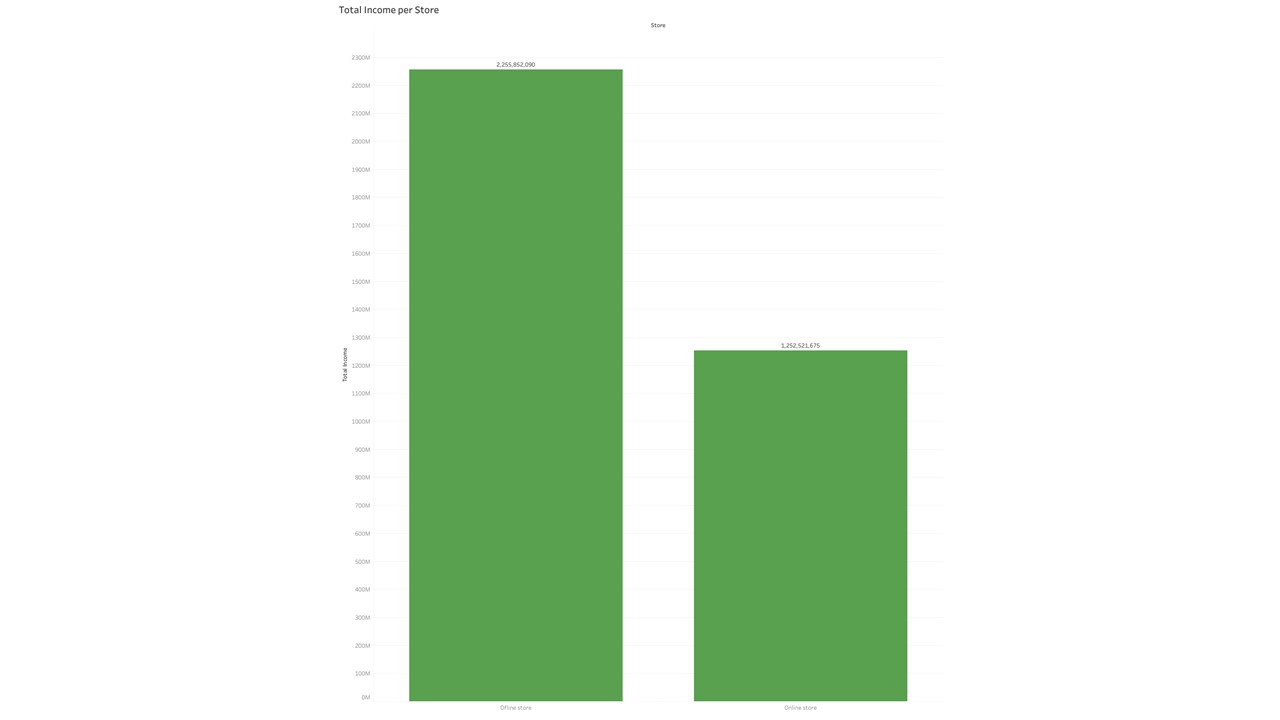 Total Income per Store
Store
2300M
2,255,852,090
2200M
2100M
2000M
1900M
1800M
1700M
1600M
1500M
1400M
1300M
1,252,521,675
Total Income
1200M
1100M
1000M
900M
800M
700M
600M
500M
400M
300M
200M
100M
0M
Ofline store
Online store